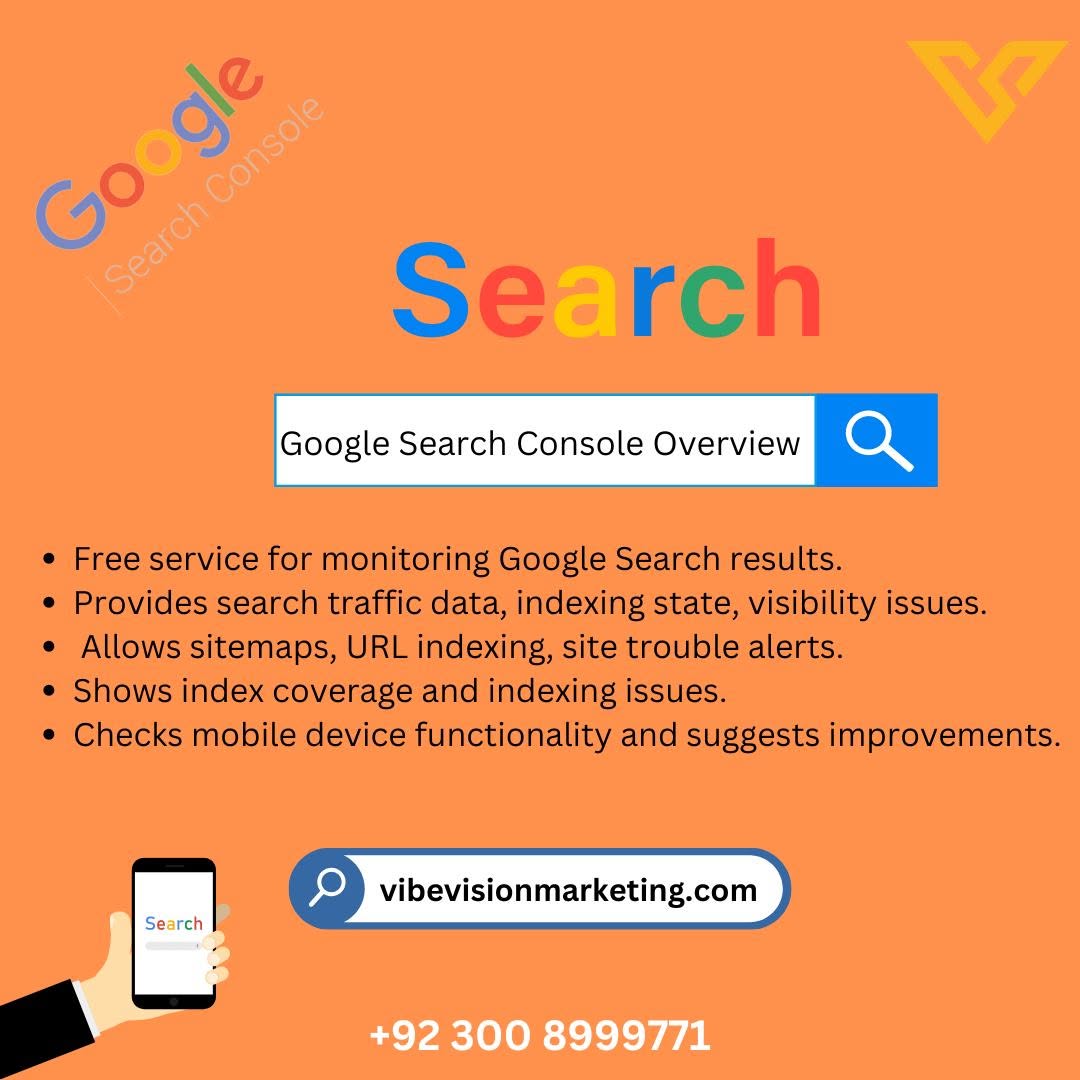 Google
| Search Console
Search
Google Search Console Overview
• Free service for monitoring Google Search results.
• Provides search traffic data, indexing state, visibility issues.
• Allows sitemaps, URL indexing, site trouble alerts.
• Shows index coverage and indexing issues.
• Checks mobile device functionality and suggests improvements.
Search
vibevisionmarketing.com
+92 300 8999771